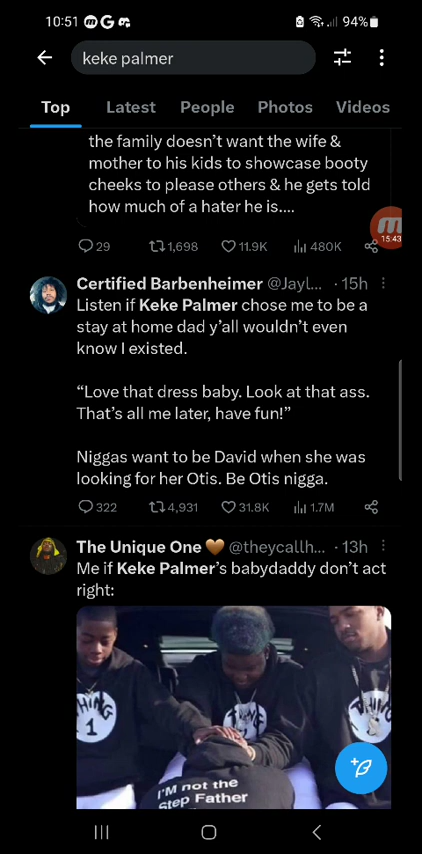 10:51 94%
keke palmer
Top Latest People Photos Videos
the family doesn't want the wife &
mother to his kids to showcase booty
cheeks to please others & he gets told
how much of a hater he is....
29 1,698 11.9K 480K
15:43
Certified Barbenheimer @Jayl... · 15h
Listen if Keke Palmer chose me to be a
stay at home dad y'all wouldn't even
know I existed.
“Love that dress baby. Look at that ass.
That's all me later, have fun!”
Niggas want to be David when she was
looking for her Otis. Be Otis nigga.
322 4,931 31.8K 1.7M
The Unique One 🧡 @theycallh... · 13h
Me if Keke Palmer's babydaddy don't act
right:
THING
1
THING
THING
I'M not the
Step Father